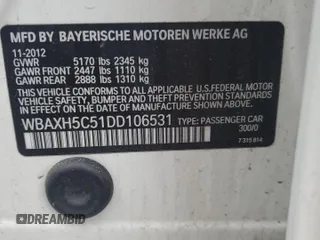 MFD BY BAYERISCHE MOTOREN WERKE AG
11-2012
GVWR 5170 lbs 2345 kg
GAWR FRONT 2447 lbs 1110 kg
GAWR REAR 2888 lbs 1310 kg
THIS VEHICLE CONFORMS TO ALL APPLICABLE U.S. FEDERAL MOTOR
VEHICLE SAFETY, BUMPER, AND THEFT PREVENTION STANDARDS IN
EFFECT ON THE DATE OF MANUFACTURE SHOWN ABOVE.
WBAXH5C51DD106531 TYPE: PASSENGER CAR
300/0
7315814
DREAMBID